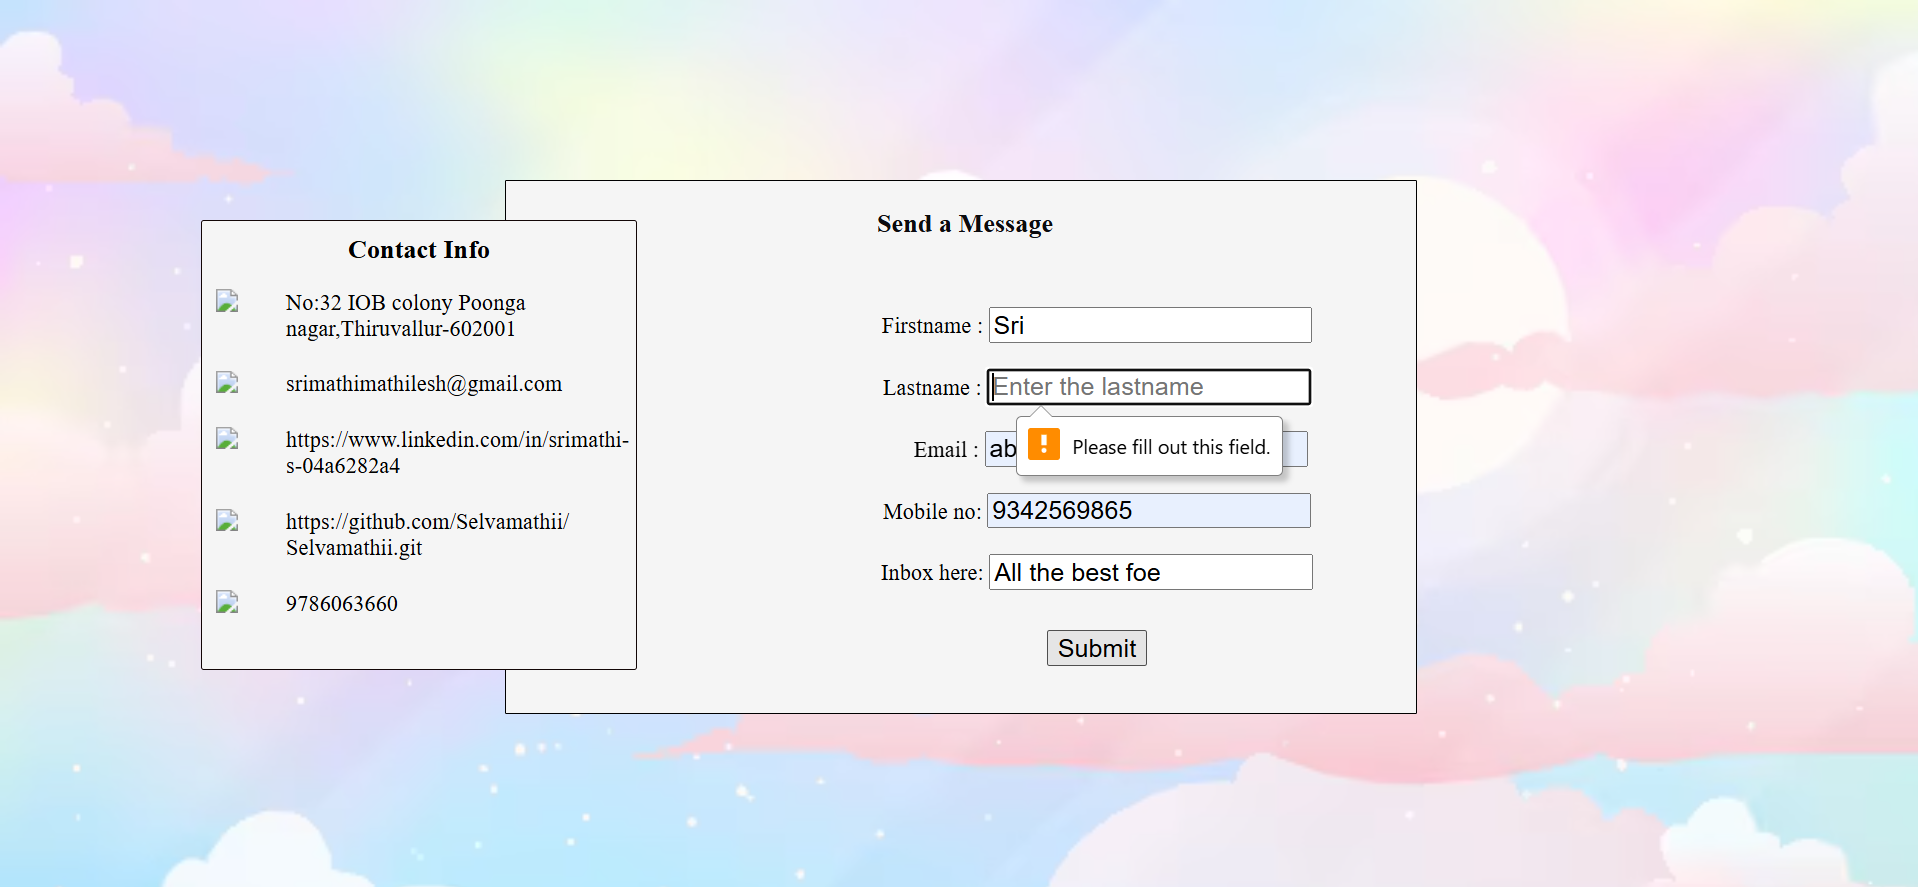 Contact Info
No:32 IOB colony Poonga
nagar,Thiruvallur-602001
srimathimathilesh@gmail.com
https://www.linkedin.com/in/srimathi-
s-04a6282a4
https://github.com/Selvamathii/
Selvamathii.git
9786063660
Send a Message
Firstname : Sri
Lastname : Enter the lastname
Email : ab
Please fill out this field.
Mobile no: 9342569865
Inbox here: All the best foe
Submit